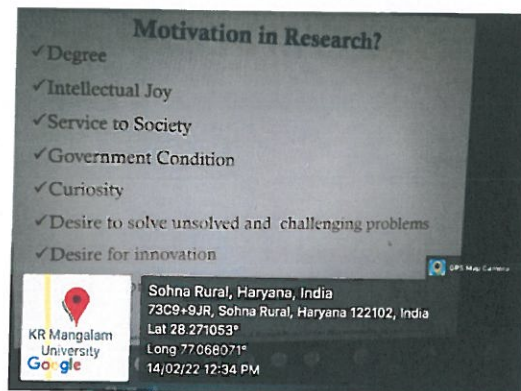 Motivation in Research?
✓Degree
✓Intellectual Joy
✓Service to Society
✓Government Condition
✓Curiosity
✓Desire to solve unsolved and challenging problems
✓Desire for innovation
GPS Map Camera
KR Mangalam
University
Google
Sohna Rural, Haryana, India
73C9+9JR, Sohna Rural, Haryana 122102, India
Lat 28.271053°
Long 77.068071°
14/02/22 12:34 PM